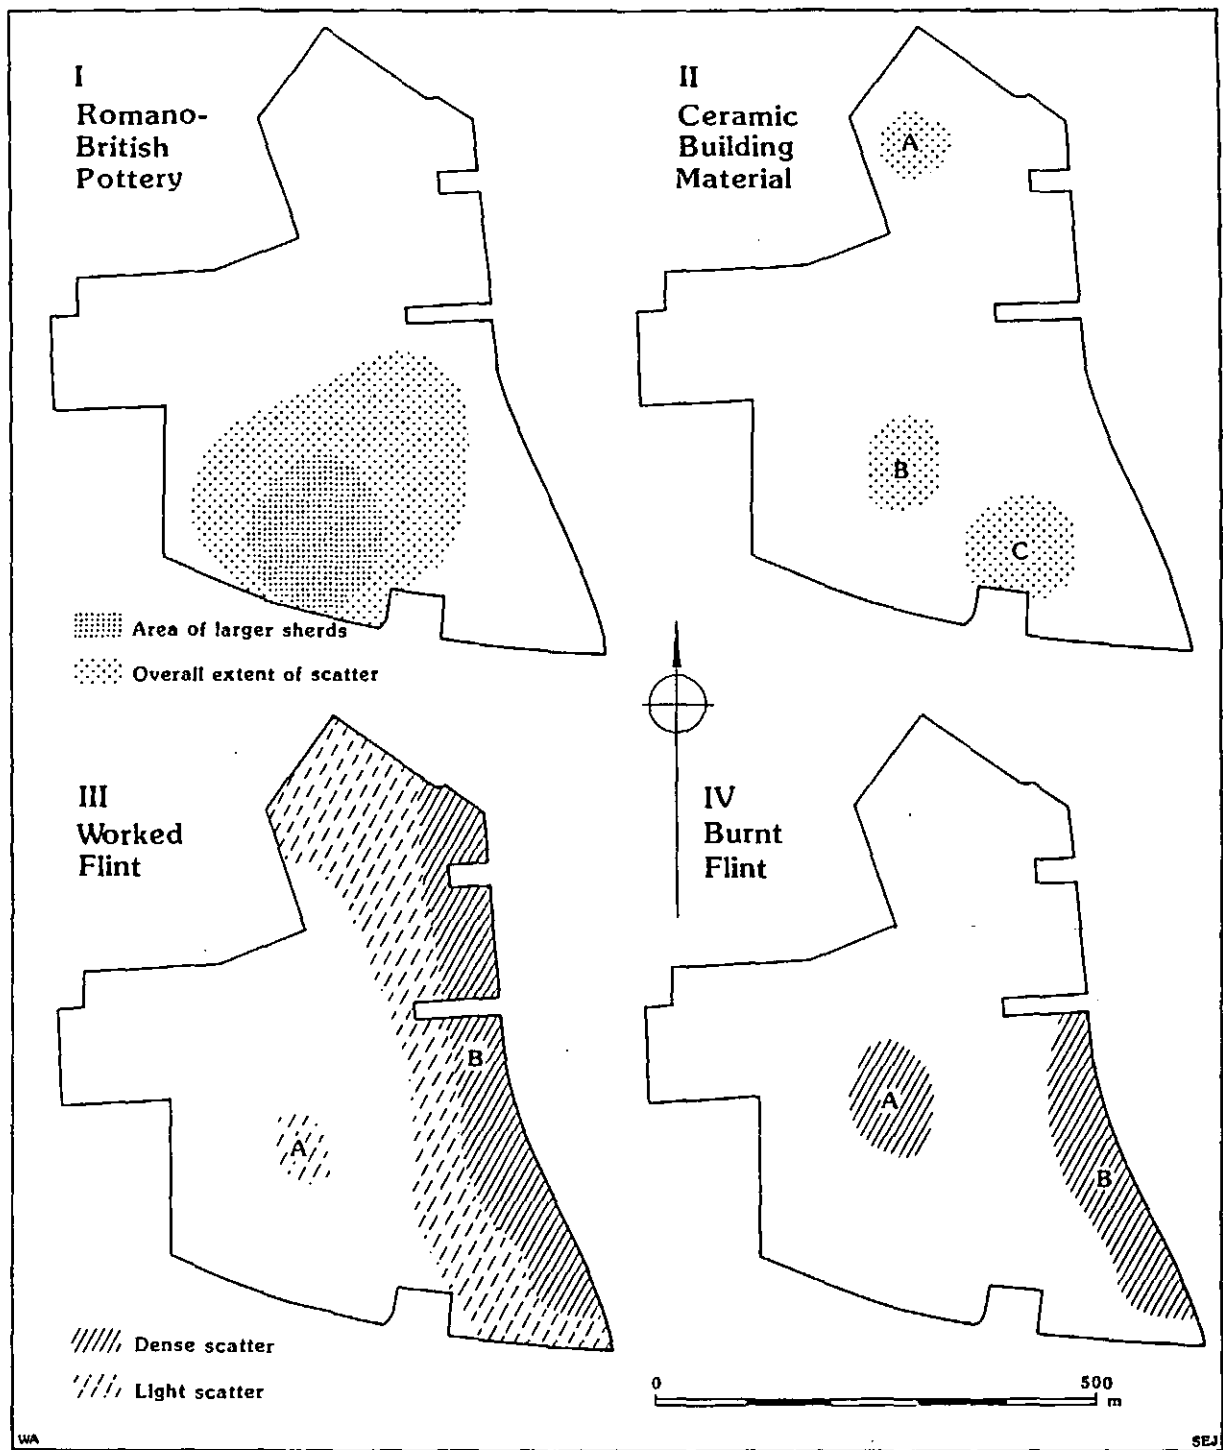 I
Romano-
British
Pottery
Area of larger sherds
Overall extent of scatter
II
Ceramic
Building
Material
A
B
C
III
Worked
Flint
A
B
Dense scatter
Light scatter
IV
Burnt
Flint
A
B
0
500
m
WA
SEJ